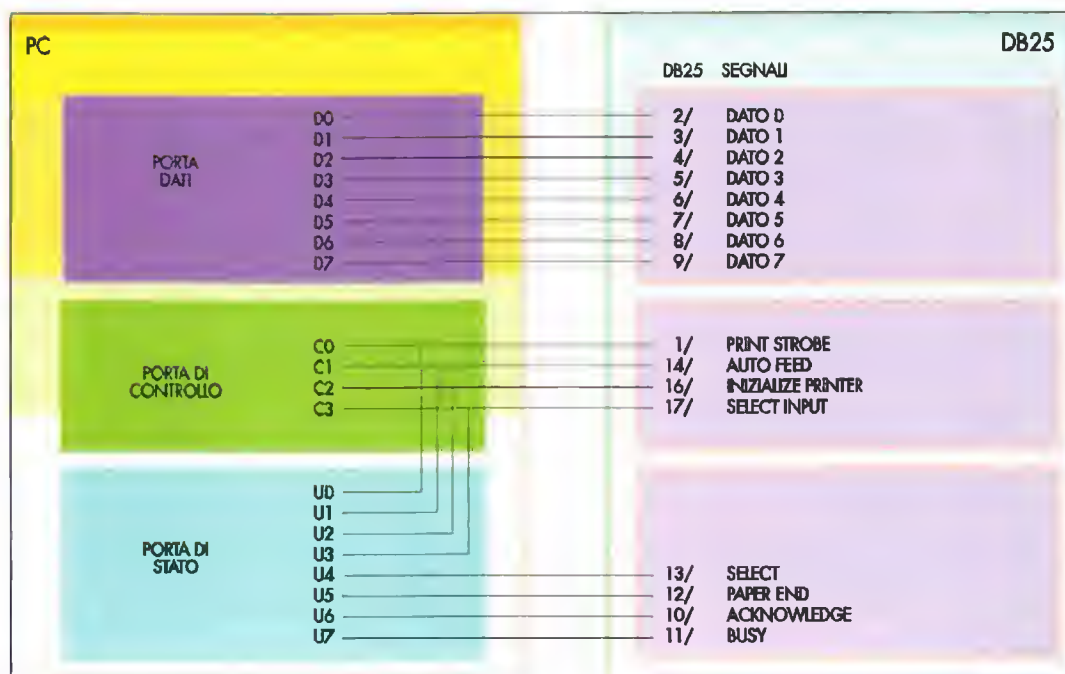 PC
DB25
DB25 SEGNALI
D0 2/ DATO 0
D1 3/ DATO 1
D2 4/ DATO 2
D3 5/ DATO 3
D4 6/ DATO 4
D5 7/ DATO 5
D6 8/ DATO 6
D7 9/ DATO 7
PORTA
DATI
C0 1/ PRINT STROBE
C1 14/ AUTO FEED
C2 16/ INIZIALIZE PRINTER
C3 17/ SELECT INPUT
PORTA DI
CONTROLLO
U0
U1
U2
U3
U4 13/ SELECT
U5 12/ PAPER END
U6 10/ ACKNOWLEDGE
U7 11/ BUSY
PORTA DI
STATO